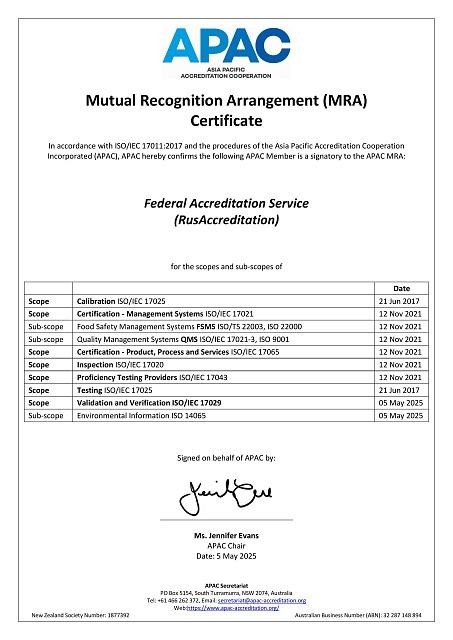 APAC
ASIA PACIFIC
ACCREDITATION COOPERATION
Mutual Recognition Arrangement (MRA)
Certificate
In accordance with ISO/IEC 17011:2017 and the procedures of the Asia Pacific Accreditation Cooperation
Incorporated (APAC), APAC hereby confirms the following APAC Member is a signatory to the APAC MRA:
Federal Accreditation Service
(RusAccreditation)
for the scopes and sub-scopes of
Date
Scope Calibration ISO/IEC 17025 21 Jun 2017
Scope Certification - Management Systems ISO/IEC 17021 12 Nov 2021
Sub-scope Food Safety Management Systems FSMS ISO/TS 22003, ISO 22000 12 Nov 2021
Sub-scope Quality Management Systems QMS ISO/IEC 17021-3, ISO 9001 12 Nov 2021
Scope Certification - Product, Process and Services ISO/IEC 17065 12 Nov 2021
Scope Inspection ISO/IEC 17020 12 Nov 2021
Scope Proficiency Testing Providers ISO/IEC 17043 12 Nov 2021
Scope Testing ISO/IEC 17025 21 Jun 2017
Scope Validation and Verification ISO/IEC 17029 05 May 2025
Sub-scope Environmental Information ISO 14065 05 May 2025
Signed on behalf of APAC by:
Ms. Jennifer Evans
APAC Chair
Date: 5 May 2025
APAC Secretariat
PO Box 5154, South Turramurra, NSW 2074, Australia
Tel: +61 466 262 372, Email: secretariat@apac-accreditation.org
Web:https://www.apac-accreditation.org/
New Zealand Society Number: 1877392 Australian Business Number (ABN): 32 287 148 894